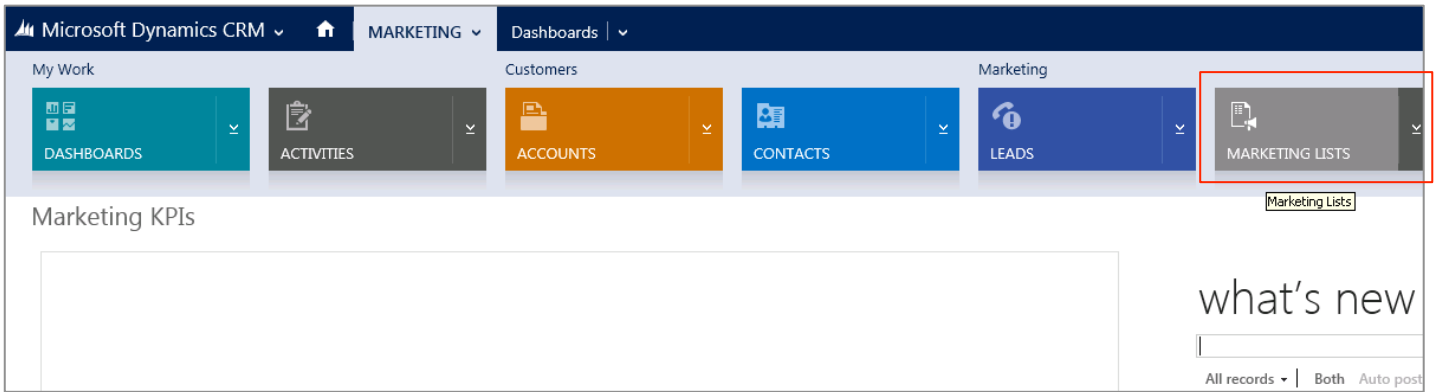 Microsoft Dynamics CRM MARKETING Dashboards
My Work Customers Marketing
DASHBOARDS ACTIVITIES ACCOUNTS CONTACTS LEADS MARKETING LISTS
Marketing Lists
Marketing KPIs
what's new
All records Both Auto post